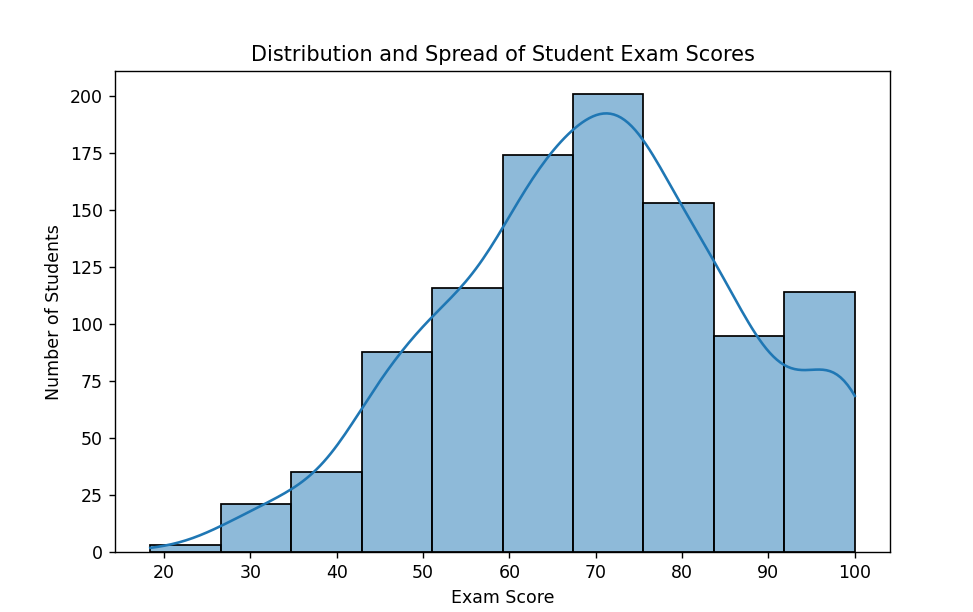 Distribution and Spread of Student Exam Scores
200
175
150
125
100
75
50
25
0
Number of Students
20 30 40 50 60 70 80 90 100
Exam Score